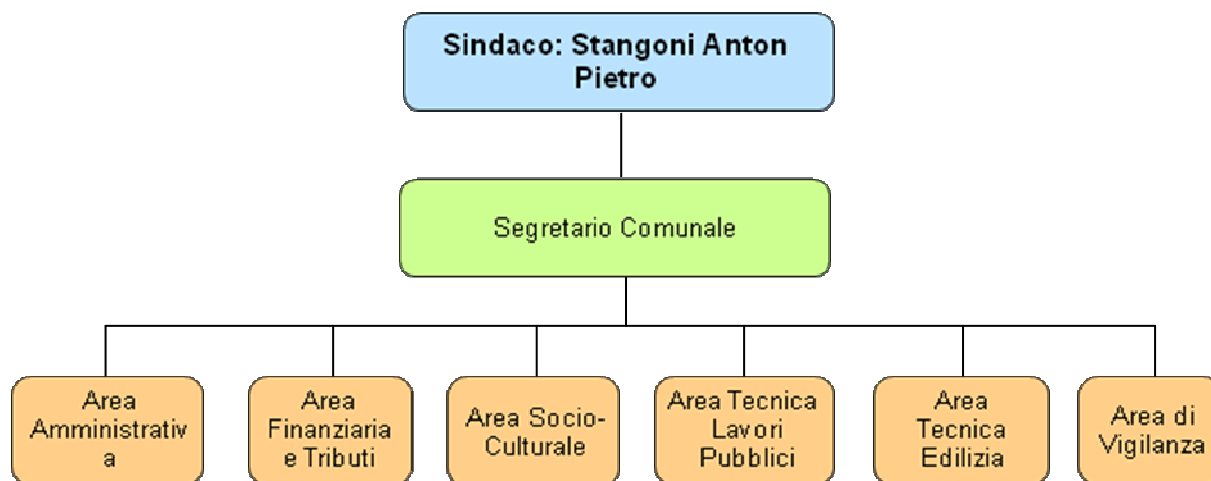 Sindaco: Stangoni Anton
Pietro
Segretario Comunale
Area
Amministrativ
a
Area
Finanziaria
e Tributi
Area Socio-
Culturale
Area Tecnica
Lavori
Pubblici
Area
Tecnica
Edilizia
Area di
Vigilanza